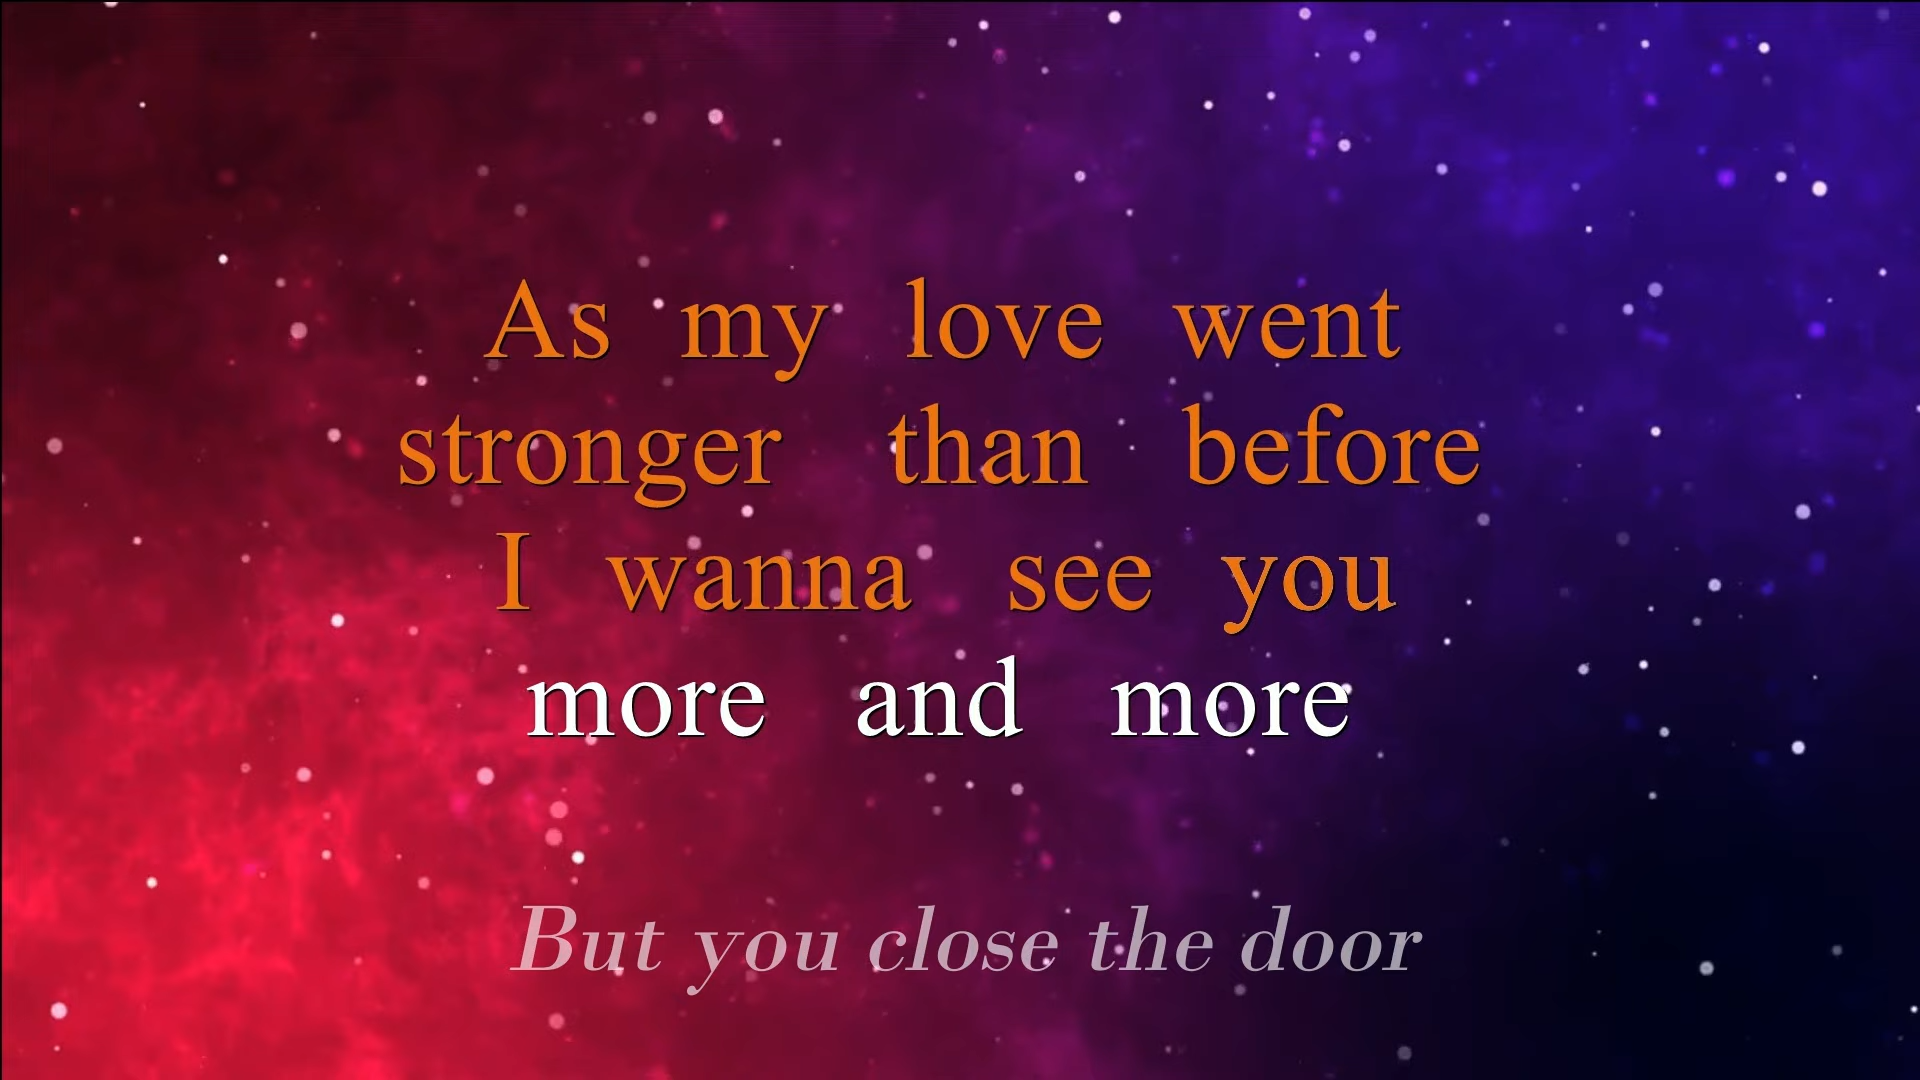 As my love went
stronger than before
I wanna see you
more and more
But you close the door